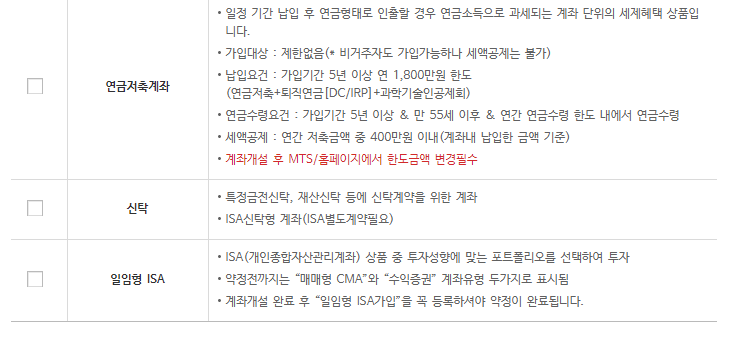 연금저축계좌
• 일정 기간 납입 후 연금형태로 인출할 경우 연금소득으로 과세되는 계좌 단위의 세제혜택 상품입
니다.
• 가입대상 : 제한없음(* 비거주자도 가입가능하나 세액공제는 불가)
• 납입요건 : 가입기간 5년 이상 연 1,800만원 한도
(연금저축+퇴직연금[DC/IRP]+과학기술인공제회)
• 연금수령요건 : 가입기간 5년 이상 & 만 55세 이후 & 연간 연금수령 한도 내에서 연금수령
• 세액공제 : 연간 저축금액 중 400만원 이내(계좌내 납입한 금액 기준)
• 계좌개설 후 MTS/홈페이지에서 한도금액 변경필수
신탁
• 특정금전신탁, 재산신탁 등에 신탁계약을 위한 계좌
• ISA신탁형 계좌(ISA별도계약필요)
일임형 ISA
• ISA(개인종합자산관리계좌) 상품 중 투자성향에 맞는 포트폴리오를 선택하여 투자
• 약정전까지는 “매매형 CMA”와 “수익증권” 계좌유형 두가지로 표시됨
• 계좌개설 완료 후 “일임형 ISA가입”을 꼭 등록하셔야 약정이 완료됩니다.